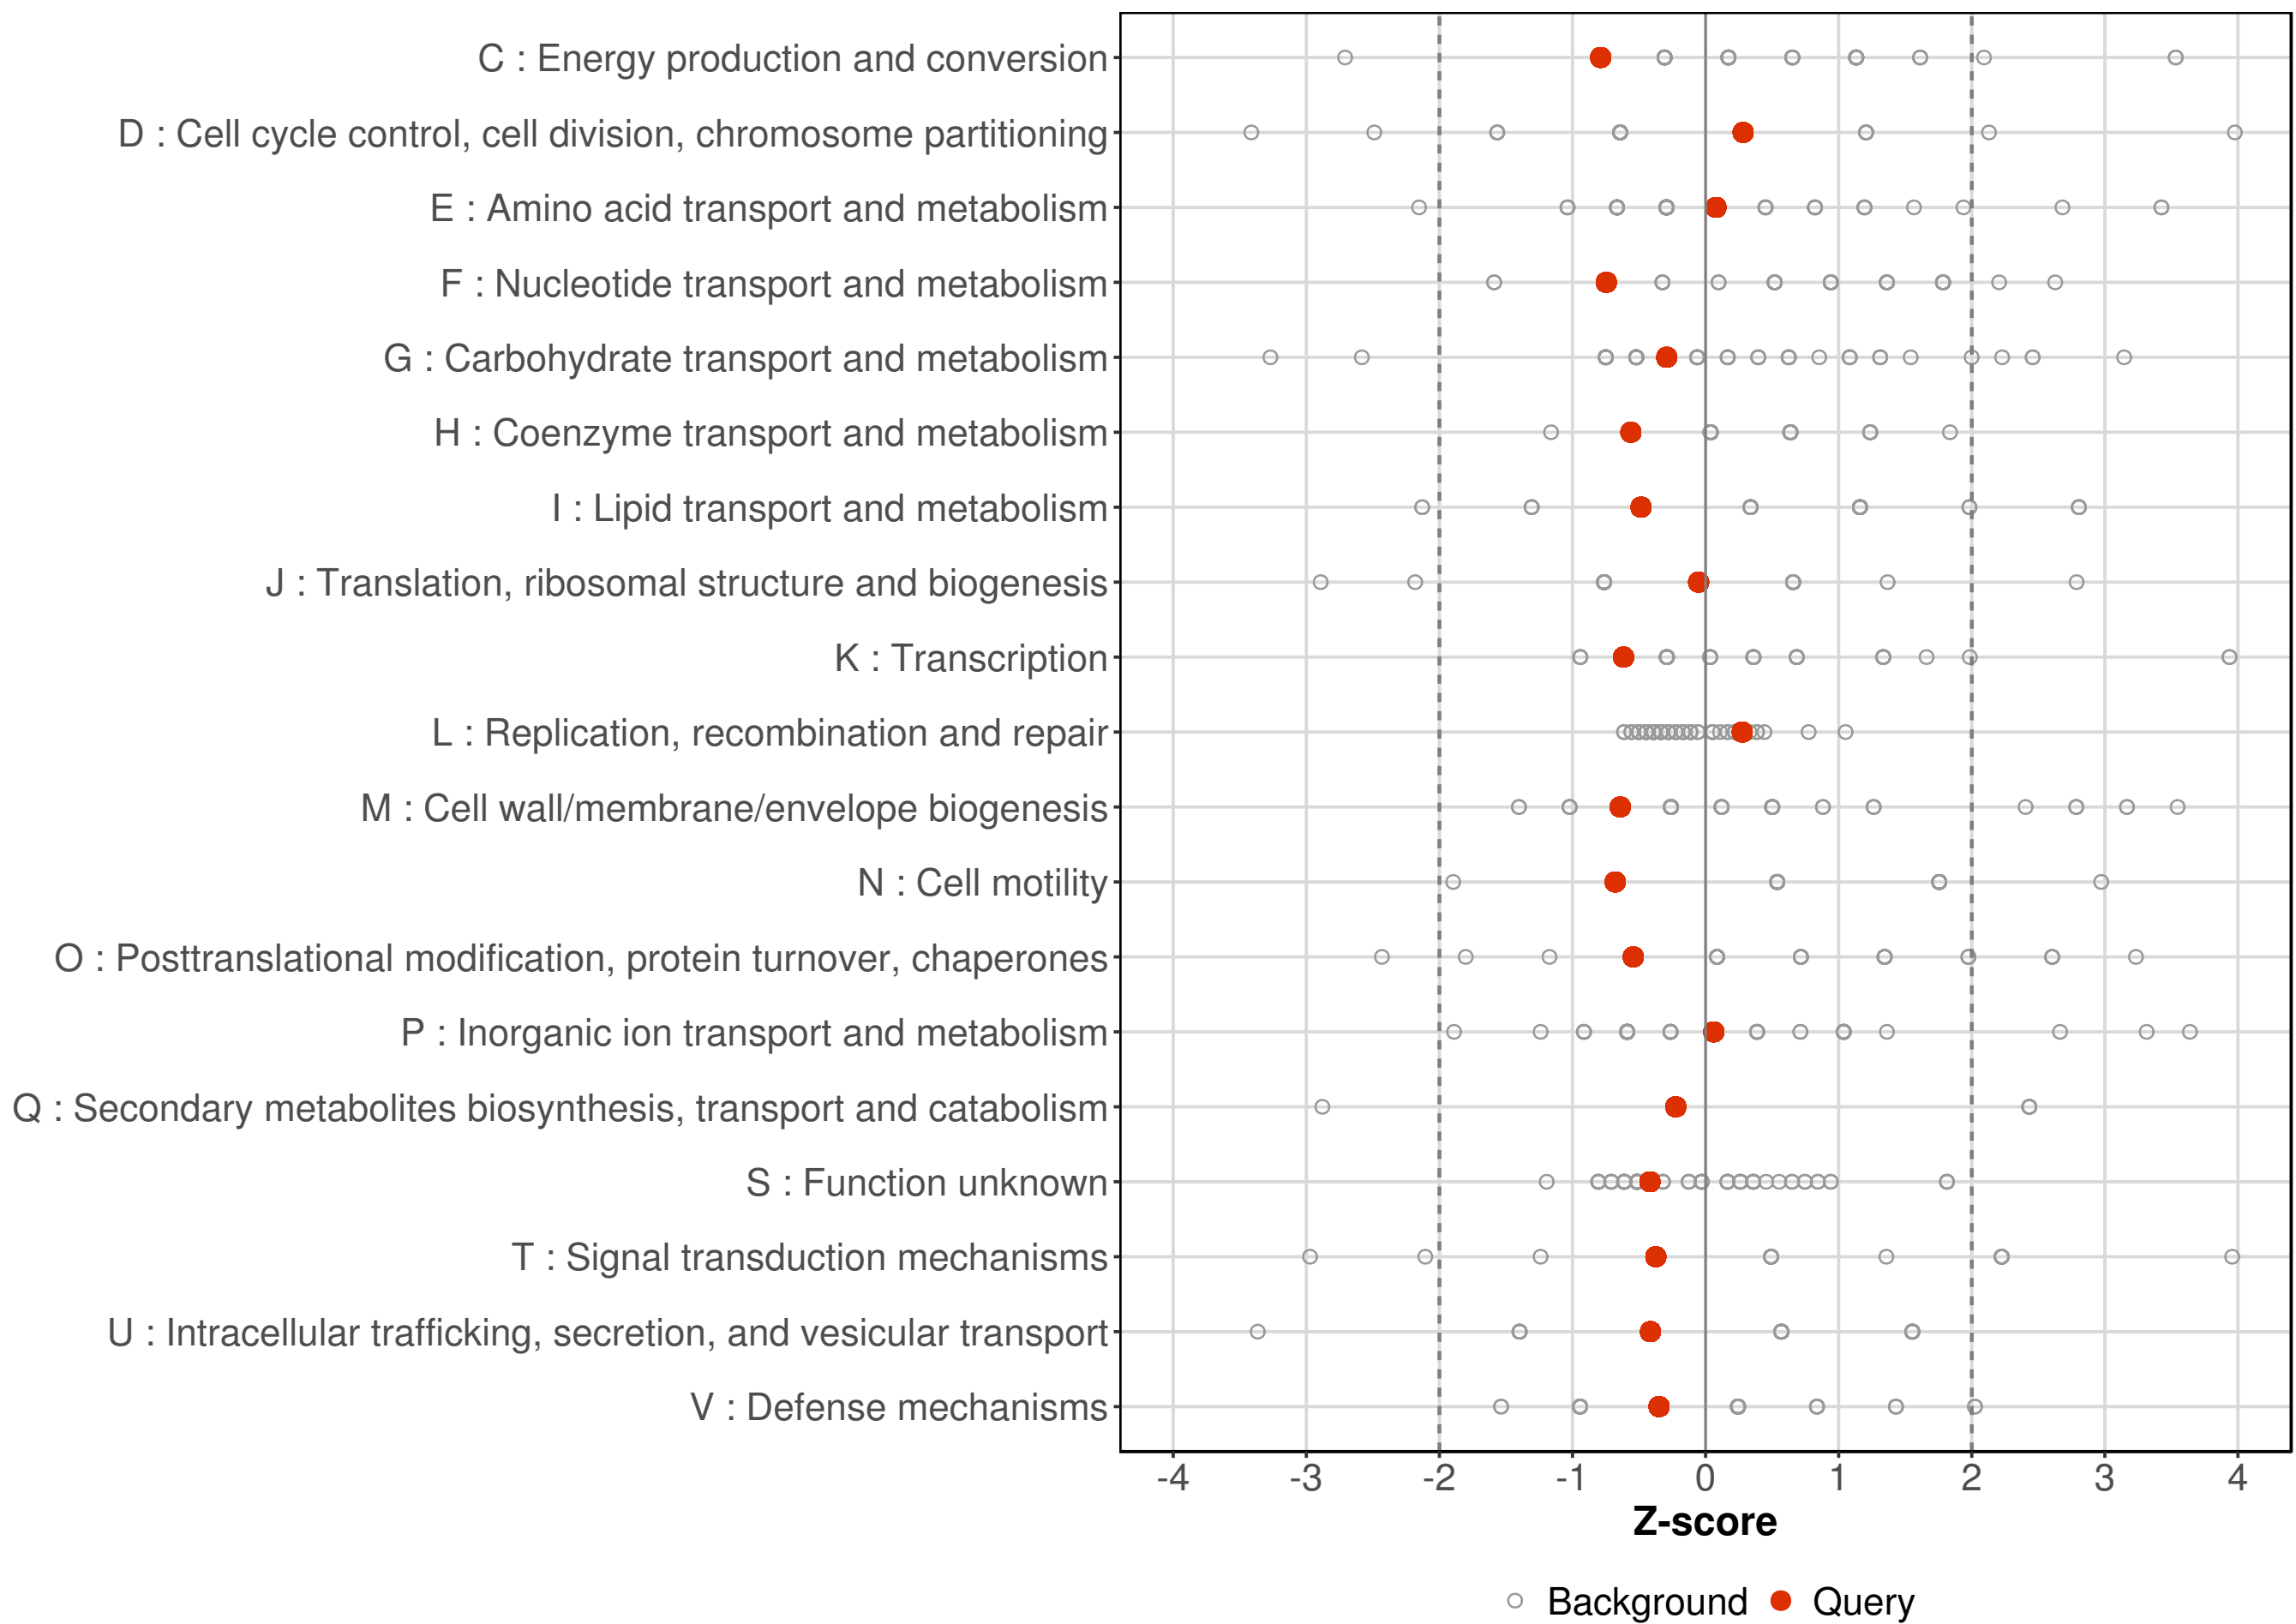 C : Energy production and conversion
D : Cell cycle control, cell division, chromosome partitioning
E : Amino acid transport and metabolism
F : Nucleotide transport and metabolism
G : Carbohydrate transport and metabolism
H : Coenzyme transport and metabolism
I : Lipid transport and metabolism
J : Translation, ribosomal structure and biogenesis
K : Transcription
L : Replication, recombination and repair
M : Cell wall/membrane/envelope biogenesis
N : Cell motility
O : Posttranslational modification, protein turnover, chaperones
P : Inorganic ion transport and metabolism
Q : Secondary metabolites biosynthesis, transport and catabolism
S : Function unknown
T : Signal transduction mechanisms
U : Intracellular trafficking, secretion, and vesicular transport
V : Defense mechanisms
-4 -3 -2 -1 0 1 2 3 4
Z-score
Background Query